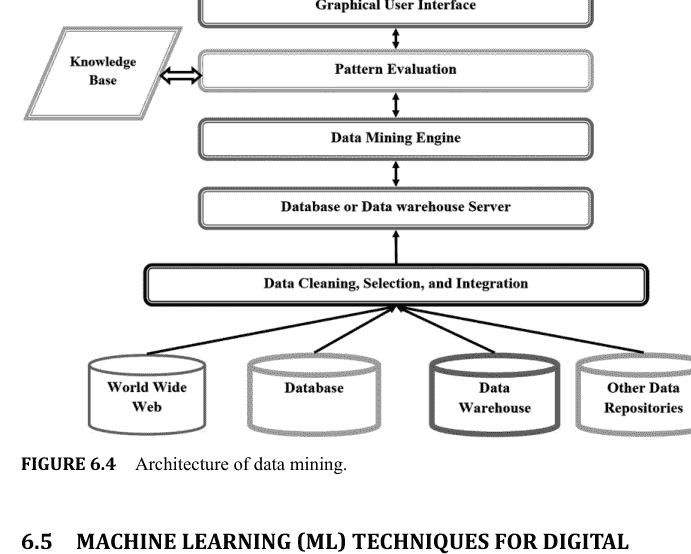 Graphical User Interface
Knowledge
Base
Pattern Evaluation
Data Mining Engine
Database or Data warehouse Server
Data Cleaning, Selection, and Integration
World Wide
Web
Database
Data
Warehouse
Other Data
Repositories
FIGURE 6.4 Architecture of data mining.
6.5 MACHINE LEARNING (ML) TECHNIQUES FOR DIGITAL